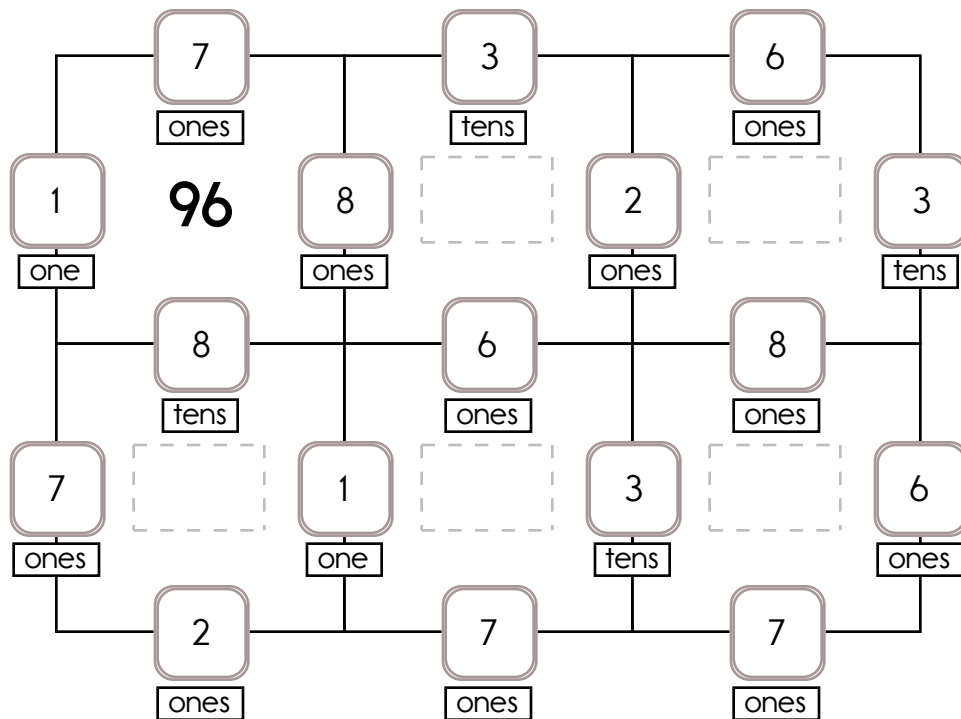 7 3 6
ones tens ones
1 96 8 2 3
one ones ones tens
8 6 8
tens ones ones
7 1 3 6
ones one tens ones
2 7 7
ones ones ones